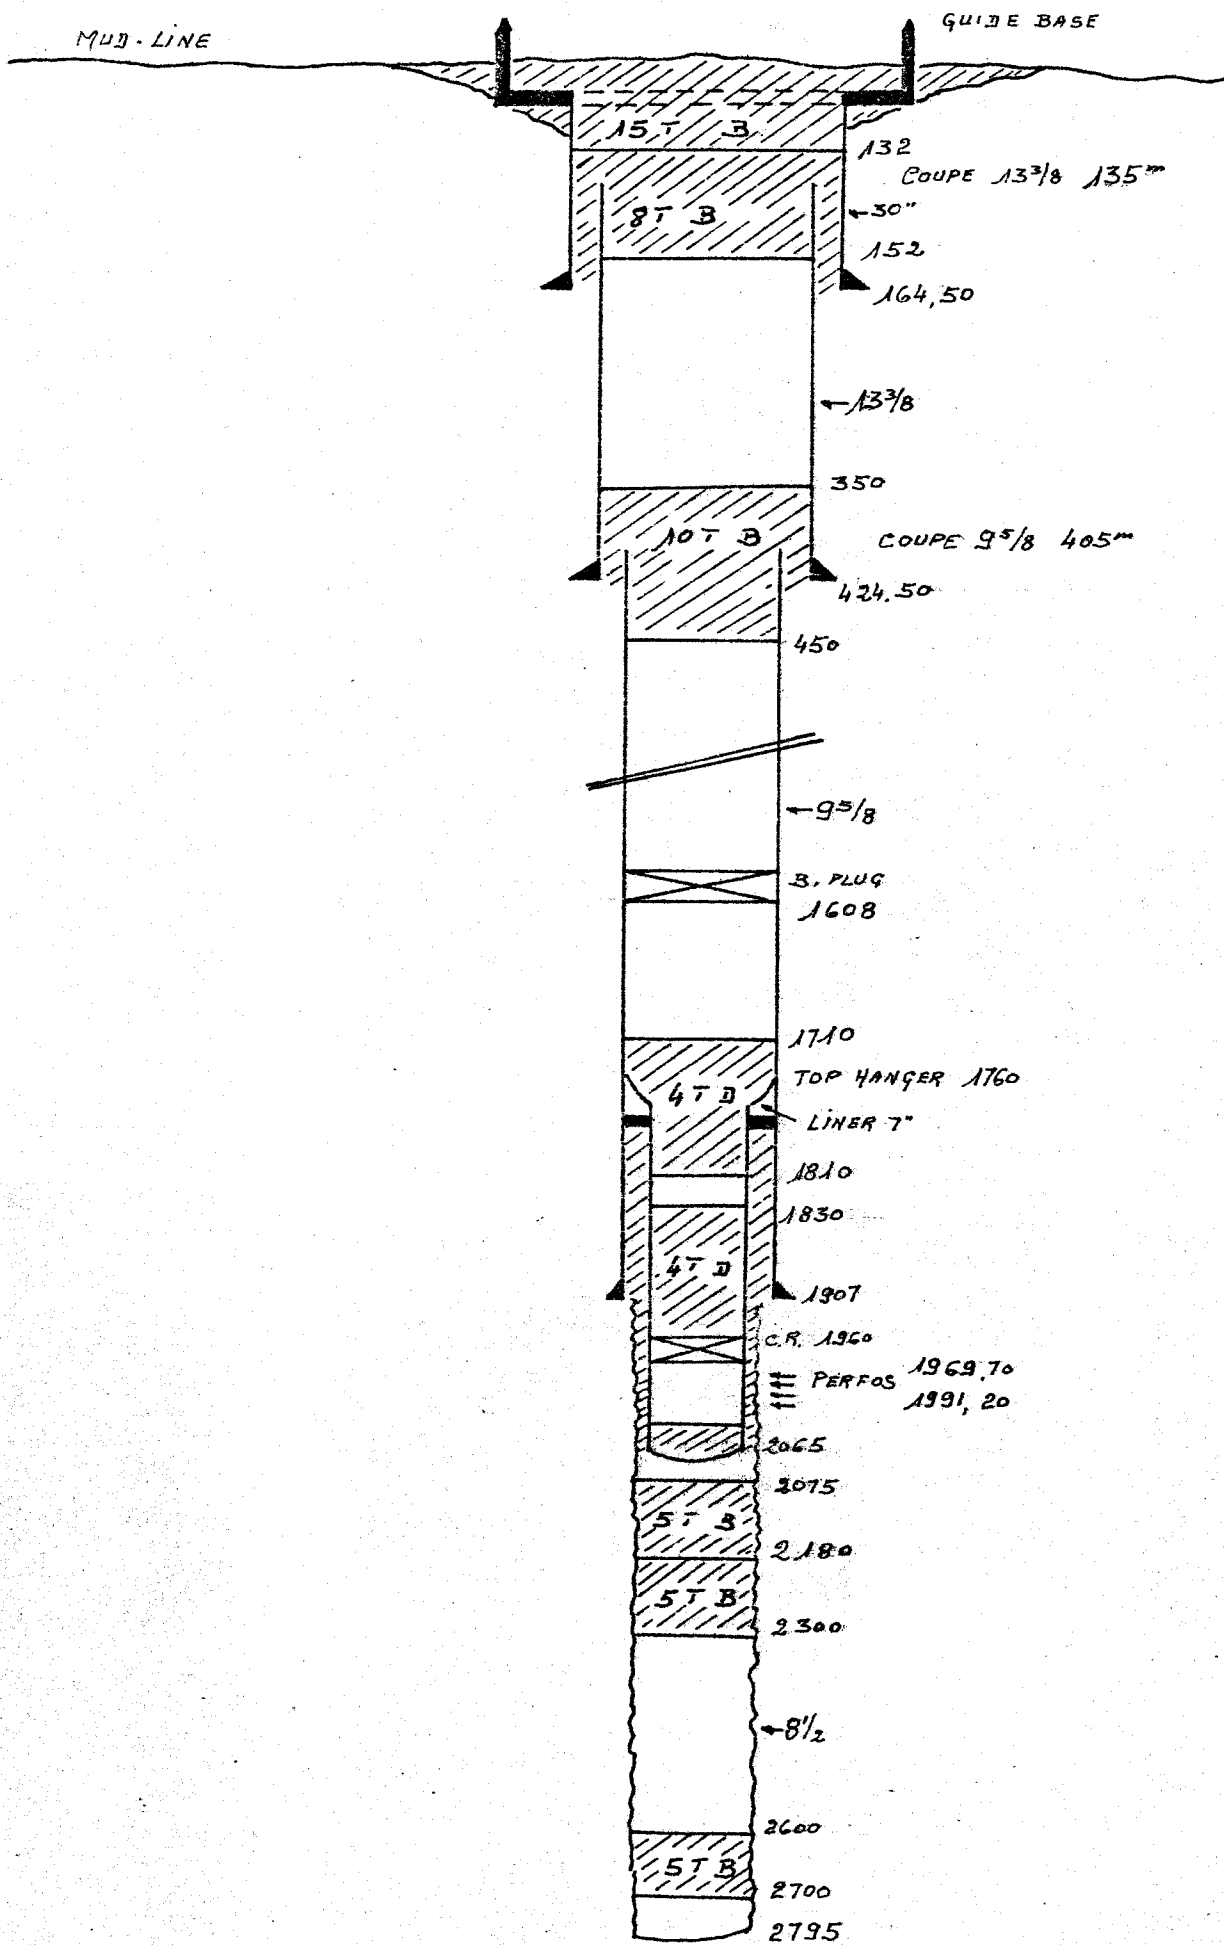 GUIDE BASE
MUD-LINE
15 T B
132
COUPE 13 3/8 135m
8 T B
30"
152
164,50
13 3/8
350
10 T B
COUPE 9 5/8 405m
424.50
450
9 5/8
B. PLUG
1608
1710
TOP HANGER 1760
4 T D
LINER 7"
1810
1830
4 T D
1907
C.R. 1960
PERFOS 1969,70
1991,20
2065
2075
5 T B
2180
5 T B
2300
8 1/2
2600
5 T B
2700
2795